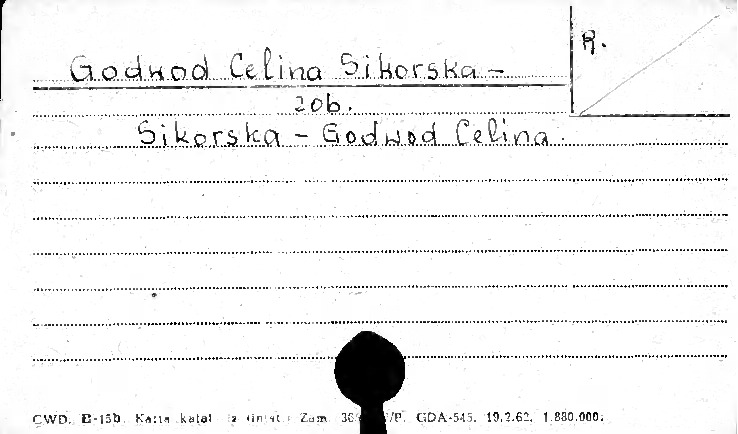 Godwod Celina Sikorska -
R.
zob.
Sikorska - Godwod Celina.
CWD. B-15b. Karta katal. Zam. GDA-545. 19.2.62. 1.880.000.